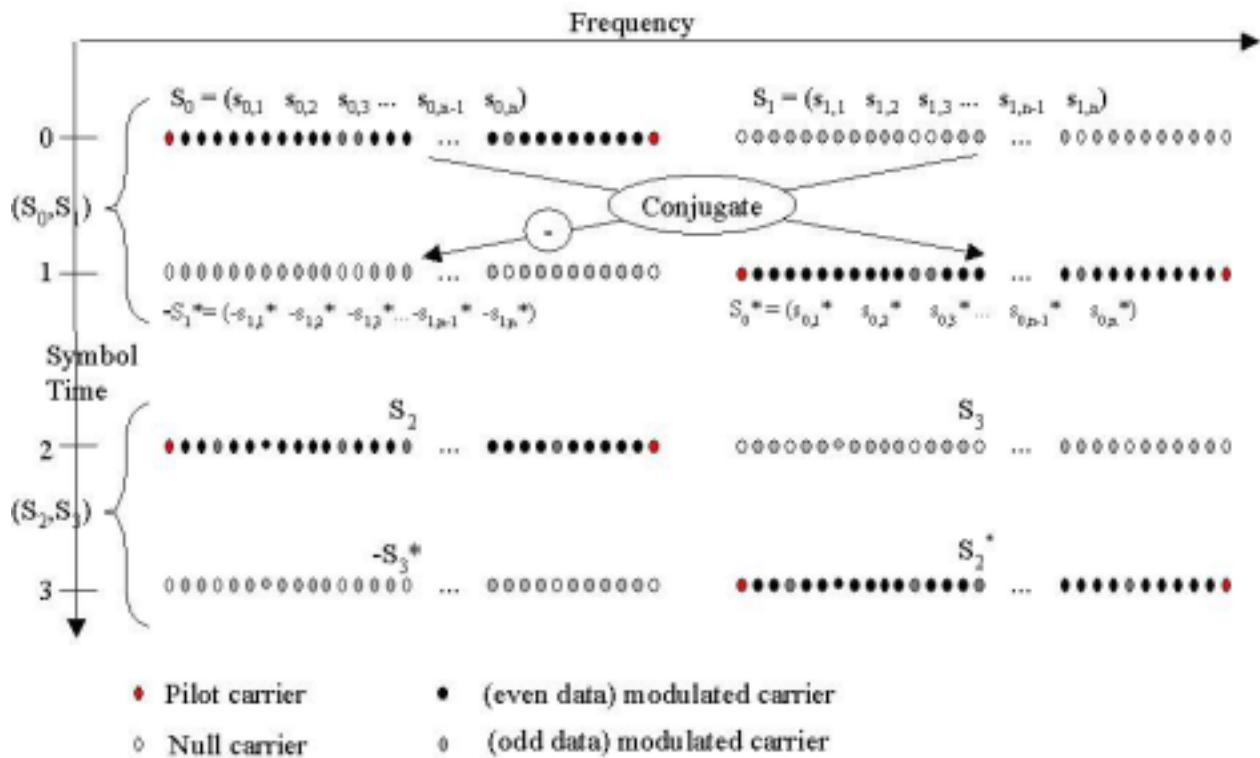 Frequency
S0 = (s0,1 s0,2 s0,3 ... s0,n-1 s0,n) S1 = (s1,1 s1,2 s1,3 ... s1,n-1 s1,n)
0 ... ...
(S0,S1) Conjugate
-
1 ... ...
-S1* = (-s1,1* -s1,2* -s1,3* ... -s1,n-1* -s1,n*) S0* = (s0,1* s0,2* s0,3* ... s0,n-1* s0,n*)
Symbol
Time
S2 S3
2 ... ...
(S2,S3)
-S3* S2*
3 ... ...
Pilot carrier (even data) modulated carrier
Null carrier (odd data) modulated carrier